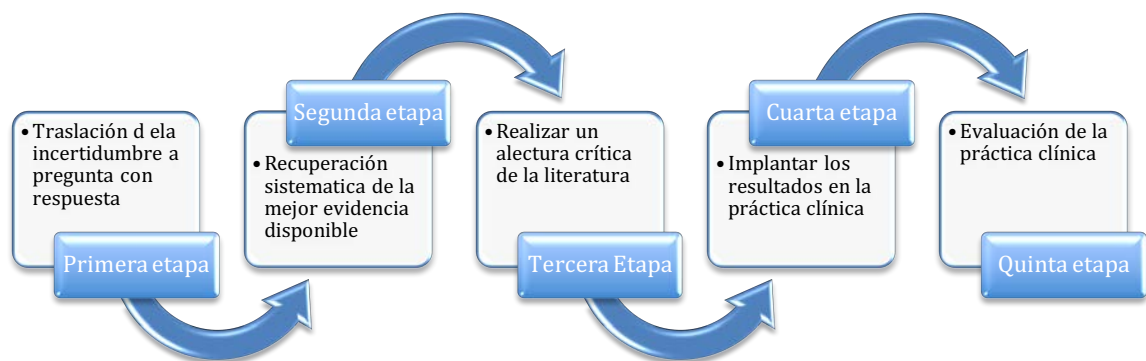 • Traslación d ela
incertidumbre a
pregunta con
respuesta
Primera etapa
Segunda etapa
• Recuperación
sistematica de la
mejor evidencia
disponible
• Realizar un
alectura crítica
de la literatura
Tercera Etapa
Cuarta etapa
• Implantar los
resultados en la
práctica clínica
• Evaluación de la
práctica clínica
Quinta etapa